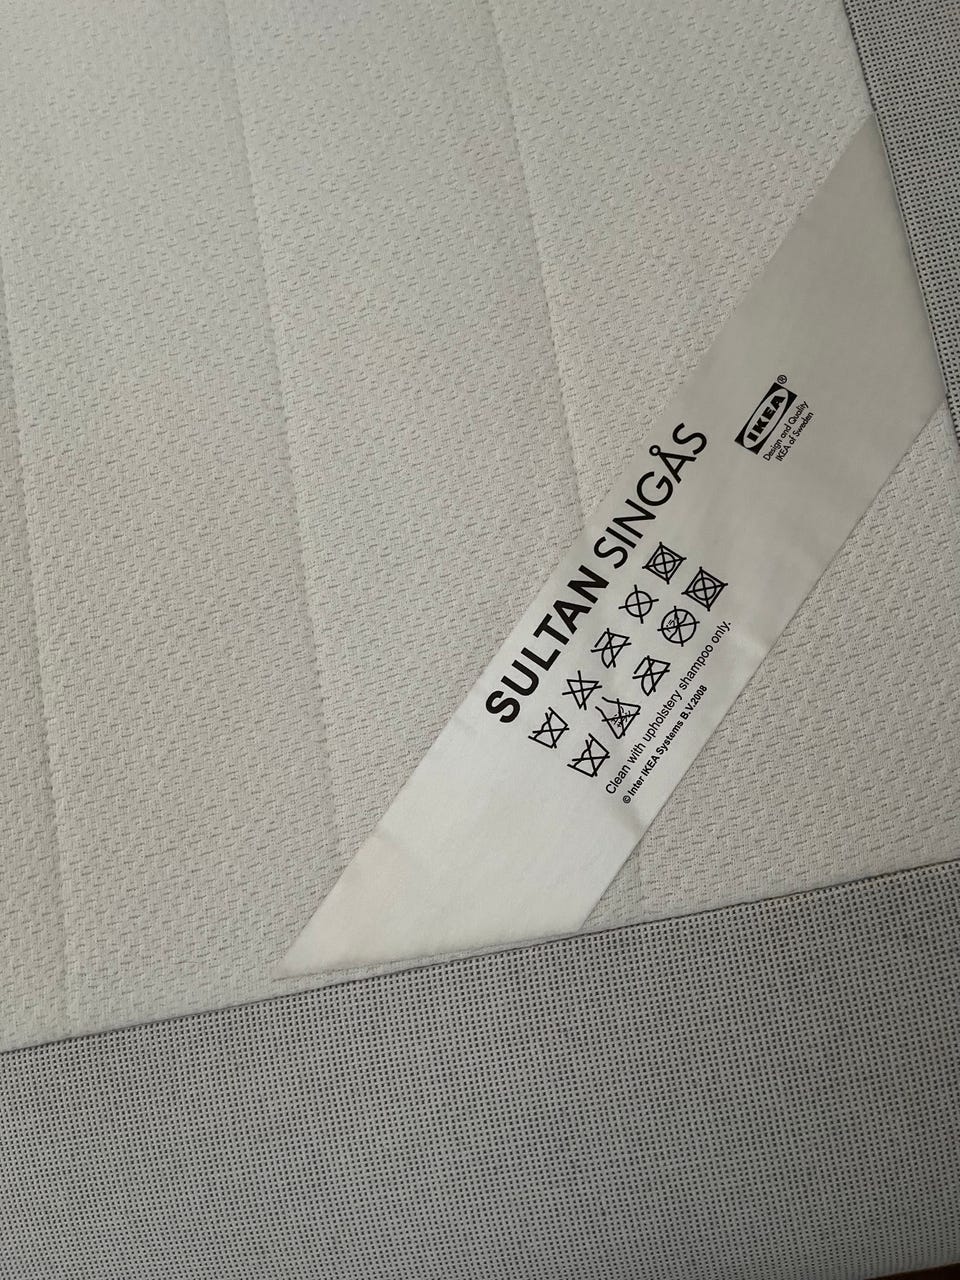 SULTAN SINGÅS
Clean with upholstery shampoo only.
© Inter IKEA Systems B.V.2008
IKEA®
Design and Quality
IKEA of Sweden